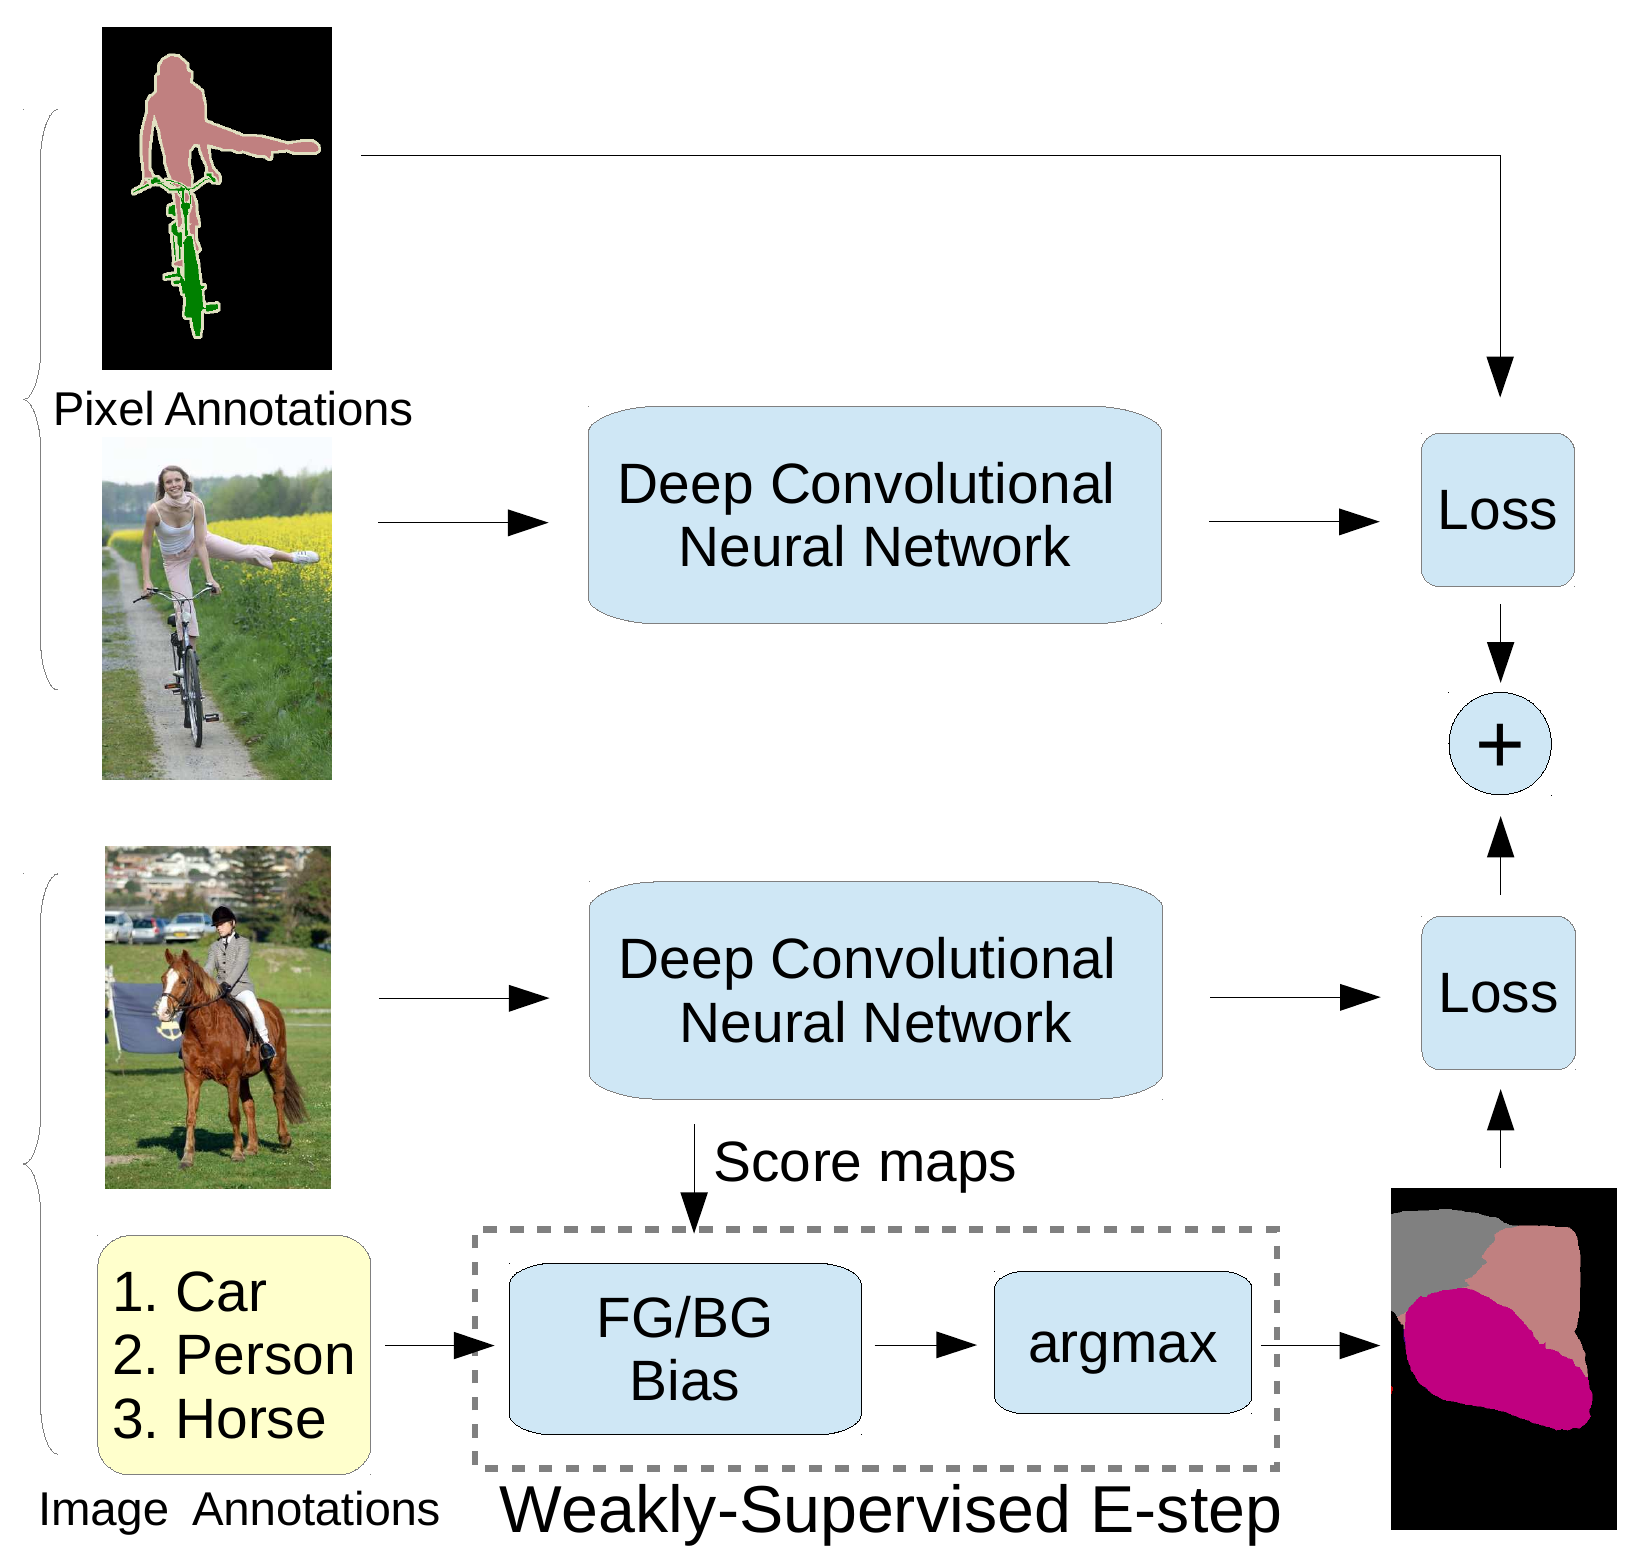 Pixel Annotations
Deep Convolutional
Neural Network
Loss
+
Deep Convolutional
Neural Network
Loss
Score maps
1. Car
2. Person
3. Horse
FG/BG
Bias
argmax
Image Annotations
Weakly-Supervised E-step